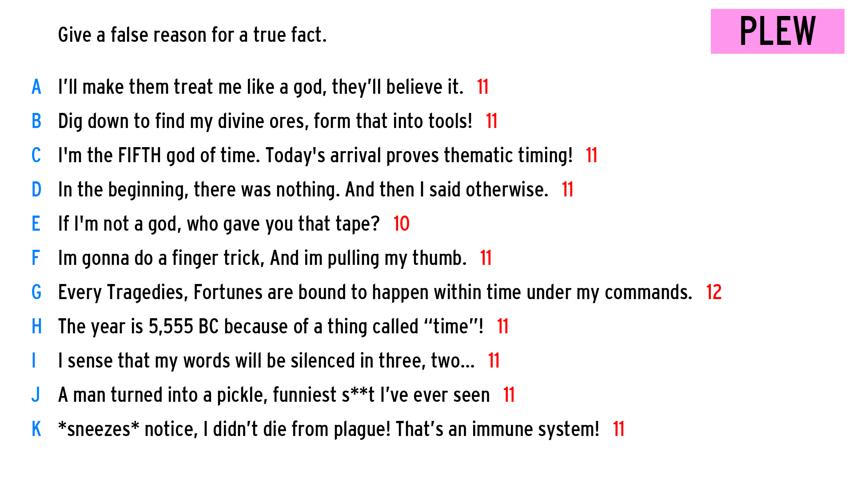 Give a false reason for a true fact.
PLEW
A I'll make them treat me like a god, they'll believe it. 11
B Dig down to find my divine ores, form that into tools! 11
C I'm the FIFTH god of time. Today's arrival proves thematic timing! 11
D In the beginning, there was nothing. And then I said otherwise. 11
E If I'm not a god, who gave you that tape? 10
F Im gonna do a finger trick, And im pulling my thumb. 11
G Every Tragedies, Fortunes are bound to happen within time under my commands. 12
H The year is 5,555 BC because of a thing called “time”! 11
I I sense that my words will be silenced in three, two... 11
J A man turned into a pickle, funniest s**t I've ever seen 11
K *sneezes* notice, I didn't die from plague! That's an immune system! 11